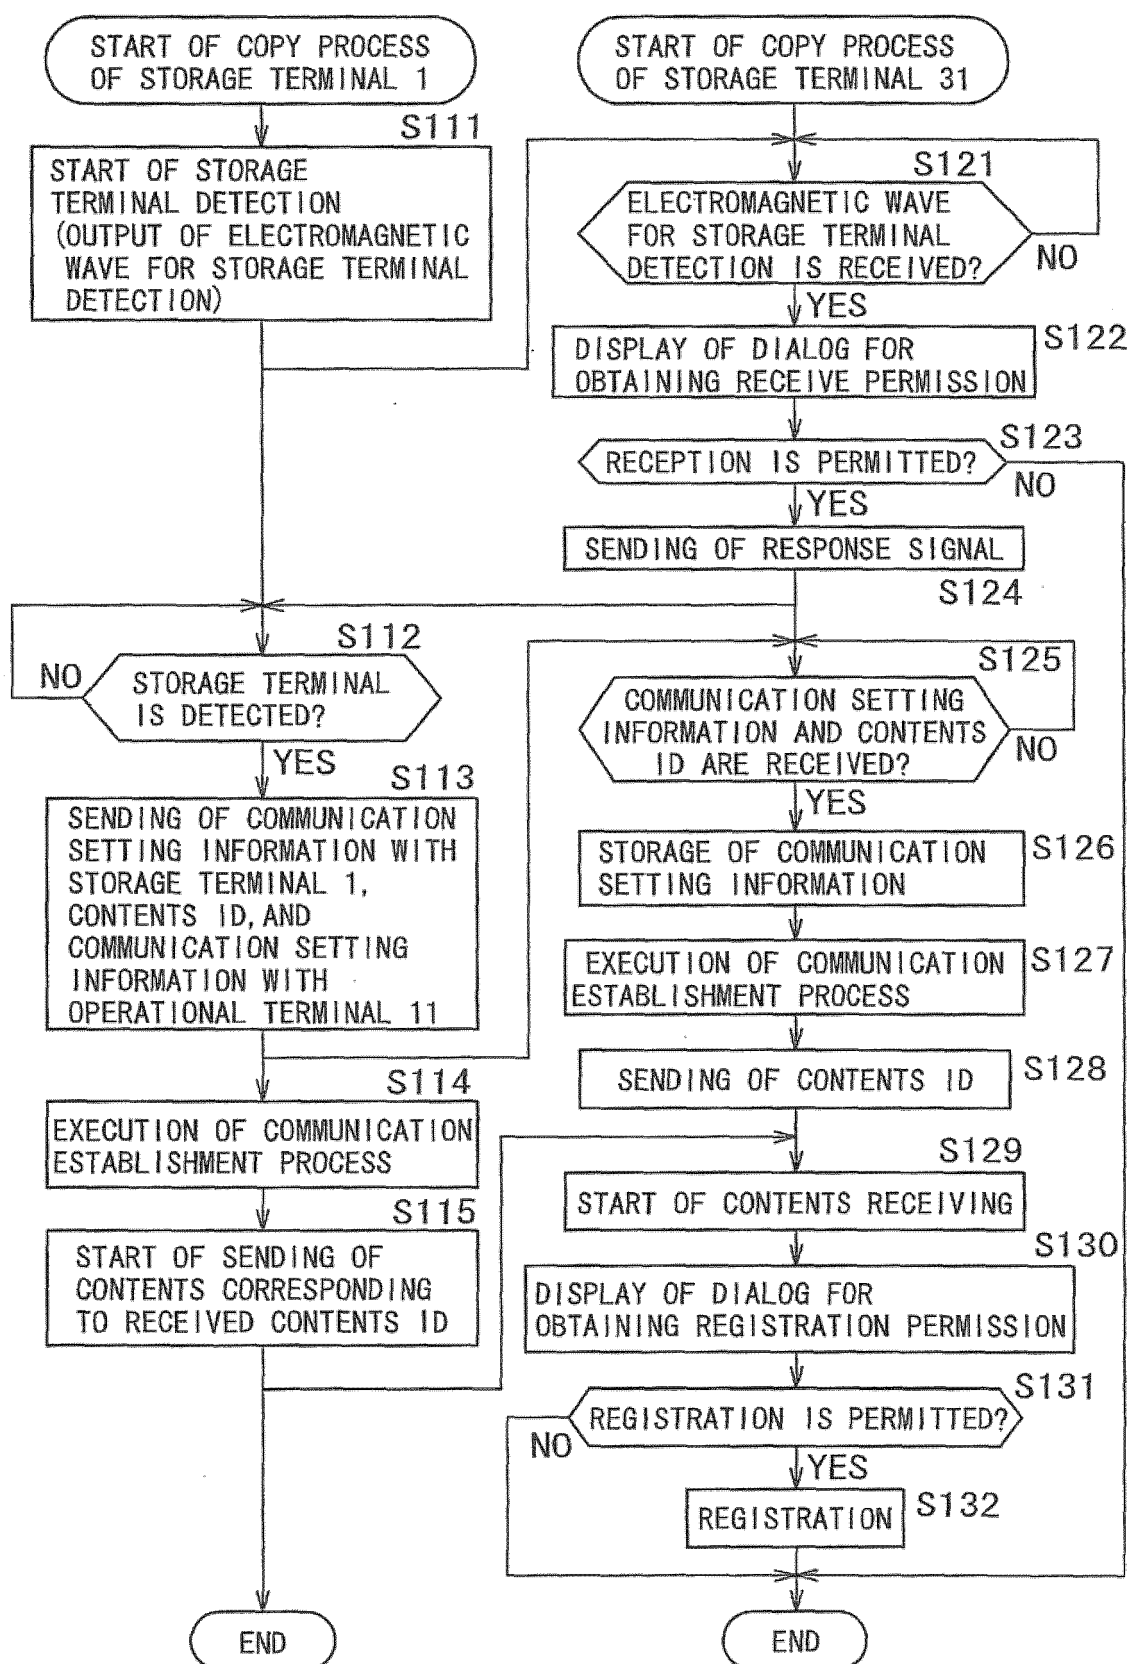 START OF COPY PROCESS
OF STORAGE TERMINAL 1
S111
START OF STORAGE
TERMINAL DETECTION
(OUTPUT OF ELECTROMAGNETIC
WAVE FOR STORAGE TERMINAL
DETECTION)
S112
NO
STORAGE TERMINAL
IS DETECTED?
YES
S113
SENDING OF COMMUNICATION
SETTING INFORMATION WITH
STORAGE TERMINAL 1,
CONTENTS ID, AND
COMMUNICATION SETTING
INFORMATION WITH
OPERATIONAL TERMINAL 11
S114
EXECUTION OF COMMUNICATION
ESTABLISHMENT PROCESS
S115
START OF SENDING OF
CONTENTS CORRESPONDING
TO RECEIVED CONTENTS ID
END
START OF COPY PROCESS
OF STORAGE TERMINAL 31
S121
ELECTROMAGNETIC WAVE
FOR STORAGE TERMINAL
DETECTION IS RECEIVED?
NO
YES
S122
DISPLAY OF DIALOG FOR
OBTAINING RECEIVE PERMISSION
S123
RECEPTION IS PERMITTED?
NO
YES
SENDING OF RESPONSE SIGNAL
S124
S125
COMMUNICATION SETTING
INFORMATION AND CONTENTS
ID ARE RECEIVED?
NO
YES
S126
STORAGE OF COMMUNICATION
SETTING INFORMATION
S127
EXECUTION OF COMMUNICATION
ESTABLISHMENT PROCESS
S128
SENDING OF CONTENTS ID
S129
START OF CONTENTS RECEIVING
S130
DISPLAY OF DIALOG FOR
OBTAINING REGISTRATION PERMISSION
S131
REGISTRATION IS PERMITTED?
NO
YES
S132
REGISTRATION
END